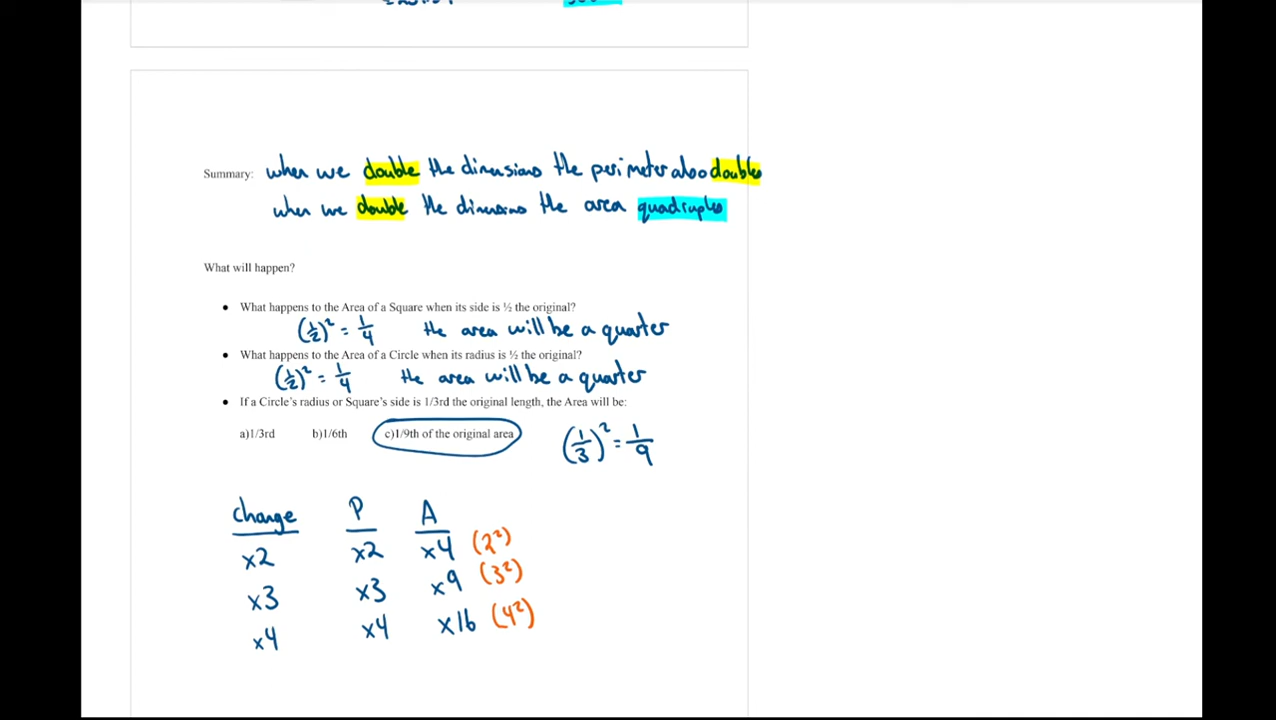 Summary: when we double the dimensions the perimeter also doubles
when we double the dimensions the area quadruples
What will happen?
• What happens to the Area of a Square when its side is ½ the original?
(1/2)² = 1/4 the area will be a quarter
• What happens to the Area of a Circle when its radius is ½ the original?
(1/2)² = 1/4 the area will be a quarter
• If a Circle's radius or Square's side is 1/3rd the original length, the Area will be:
a)1/3rd b)1/6th c)1/9th of the original area (1/3)² = 1/9
change P A
x2 x2 x4 (2²)
x3 x3 x9 (3²)
x4 x4 x16 (4²)